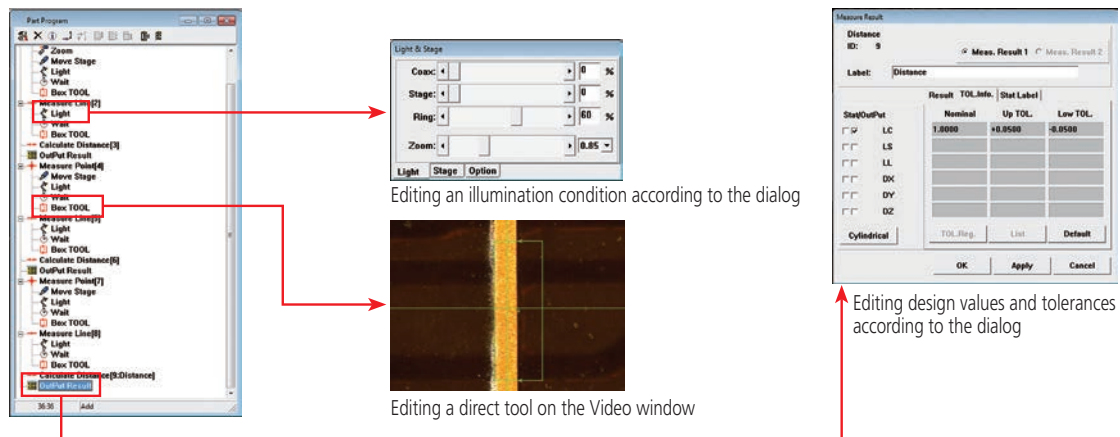 Part Program
Zoom
Move Stage
Light
Wait
Box TOOL
Measure Line[2]
Light
Wait
Box TOOL
Calculate Distance[3]
OutPut Result
Measure Point[4]
Move Stage
Light
Wait
Box TOOL
Measure Line[5]
Light
Wait
Box TOOL
Calculate Distance[6]
OutPut Result
Measure Point[7]
Move Stage
Light
Wait
Box TOOL
Measure Line[8]
Light
Wait
Box TOOL
Calculate Distance[9:Distance]
OutPut Result
36:36 Add
Light & Stage
Coax: 0 %
Stage: 0 %
Ring: 60 %
Zoom: 0.85
Light Stage Option
Editing an illumination condition according to the dialog
Editing a direct tool on the Video window
Measure Result
Distance
ID: 9
Meas. Result 1 Meas. Result 2
Label: Distance
Result TOL.Info. Stat Label
Stat/OutPut Nominal Up TOL. Low TOL.
LC 1.0000 +0.0500 -0.0500
LS
LL
DX
DY
DZ
Cylindrical TOL.Reg. List Default
OK Apply Cancel
Editing design values and tolerances
according to the dialog